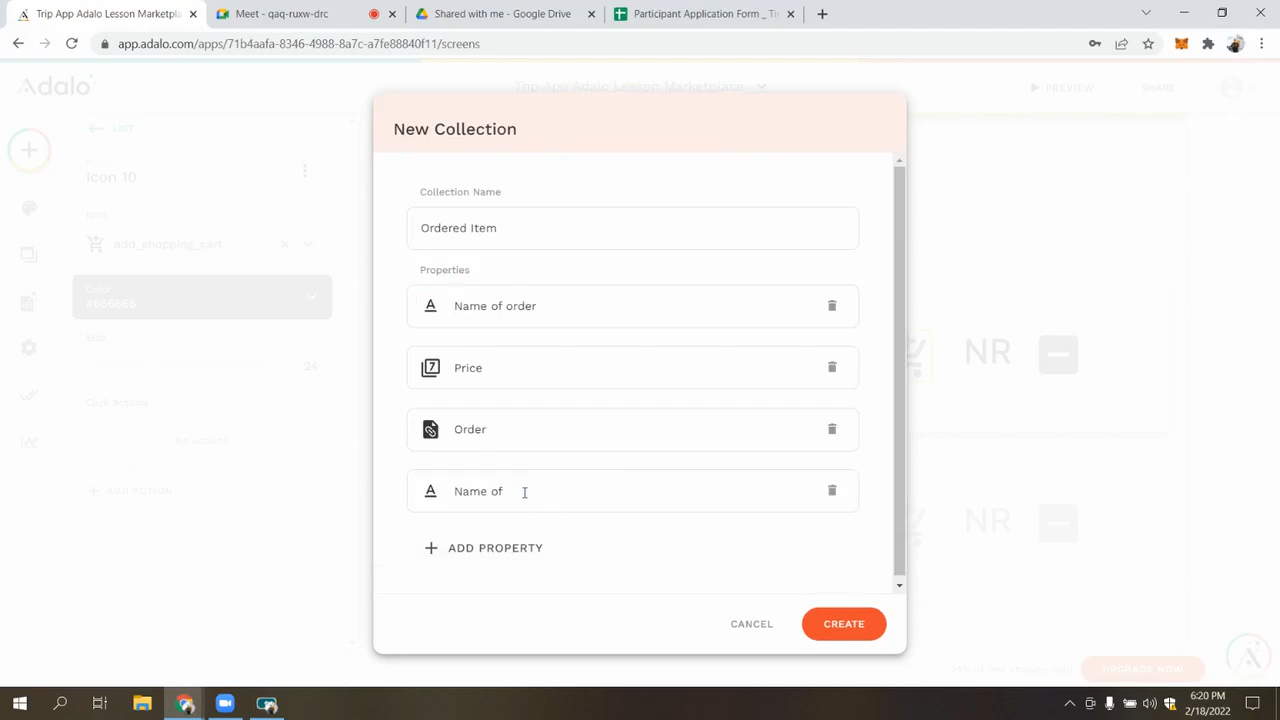 Trip App Adalo Lesson Marketpla
Meet - qaq-ruxw-drc
Shared with me - Google Drive
Participant Application Form _ Ti
app.adalo.com/apps/71b4aafa-8346-4988-8a7c-a7fe88840f11/screens
Adalo
Trip App Adalo Lesson Marketplace
PREVIEW
SHARE
LIST
New Collection
Icon 10
Icon
add_shopping_cart
Color
#666666
Size
24
Click Actions
No Actions
ADD ACTION
Collection Name
Ordered Item
Properties
Name of order
Price
Order
Name of
ADD PROPERTY
CANCEL
CREATE
NR
NR
UPGRADE NOW
6:20 PM
2/18/2022